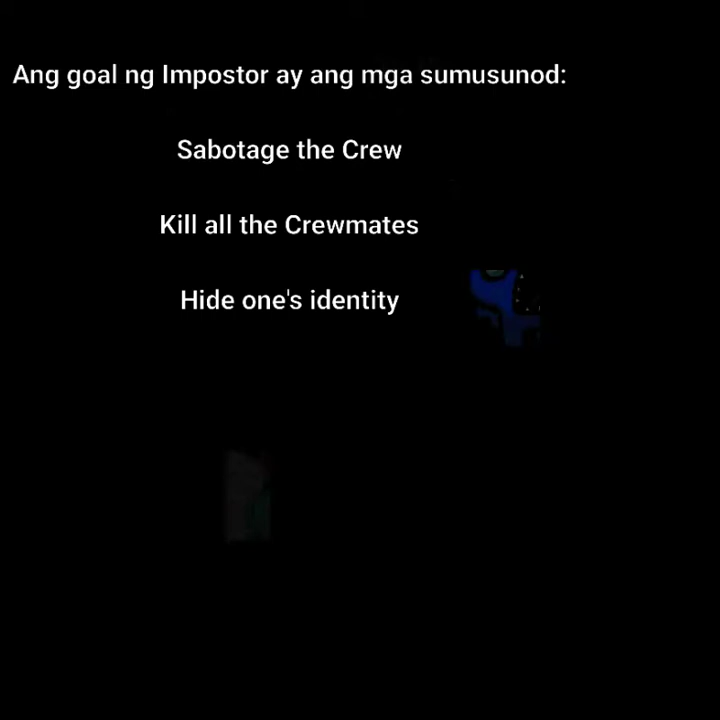 Ang goal ng Impostor ay ang mga sumusunod:
Sabotage the Crew
Kill all the Crewmates
Hide one's identity